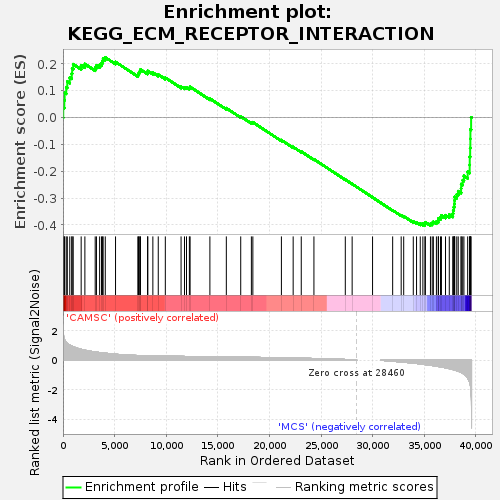 Enrichment plot:
KEGG_ECM_RECEPTOR_INTERACTION
Enrichment score (ES)
0.2
0.1
0.0
-0.1
-0.2
-0.3
-0.4
'CAMSC' (positively correlated)
Ranked list metric (Signal2Noise)
2
0
-2
-4
Zero cross at 28460
'MCS' (negatively correlated)
0
5,000
10,000
15,000
20,000
25,000
30,000
35,000
40,000
Rank in Ordered Dataset
Enrichment profile
Hits
Ranking metric scores